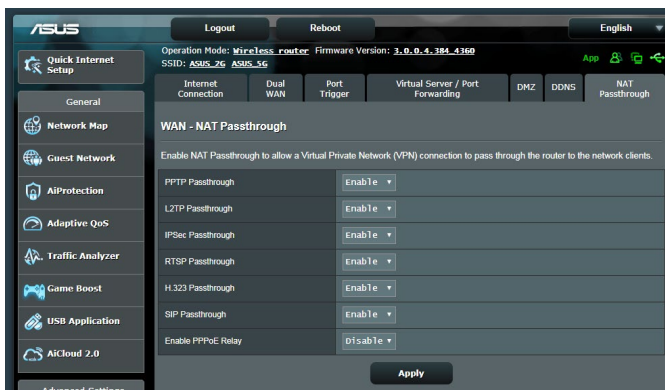 ASUS
Logout
Reboot
English
Quick Internet
Setup
Operation Mode: Wireless router Firmware Version: 3.0.0.4.384_4360
SSID: ASUS_2G ASUS_5G
App
Internet
Connection
Dual
WAN
Port
Trigger
Virtual Server / Port
Forwarding
DMZ
DDNS
NAT
Passthrough
General
Network Map
Guest Network
AiProtection
Adaptive QoS
Traffic Analyzer
Game Boost
USB Application
AiCloud 2.0
Advanced Settings
WAN - NAT Passthrough
Enable NAT Passthrough to allow a Virtual Private Network (VPN) connection to pass through the router to the network clients.
PPTP Passthrough Enable
L2TP Passthrough Enable
IPSec Passthrough Enable
RTSP Passthrough Enable
H.323 Passthrough Enable
SIP Passthrough Enable
Enable PPPoE Relay Disable
Apply